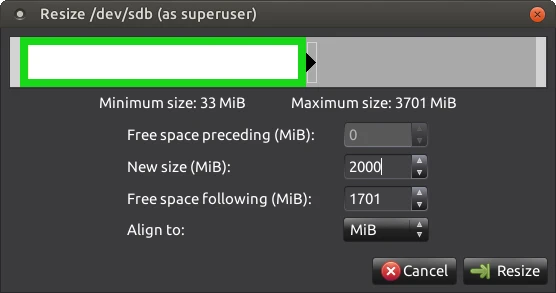 Resize /dev/sdb (as superuser)
Minimum size: 33 MiB Maximum size: 3701 MiB
Free space preceding (MiB): 0
New size (MiB): 2000
Free space following (MiB): 1701
Align to: MiB
Cancel Resize